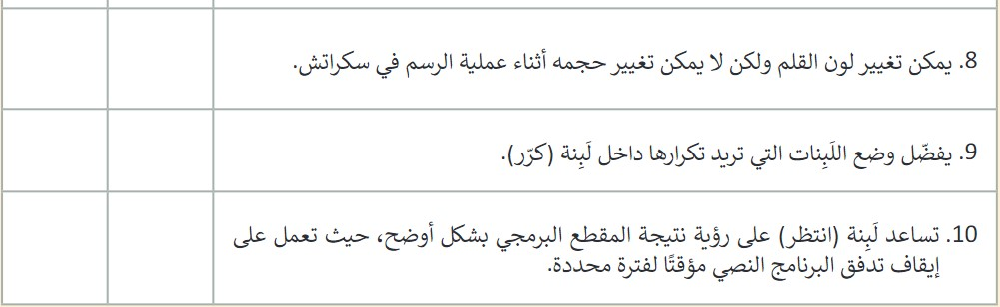 8. يمكن تغيير لون القلم ولكن لا يمكن تغيير حجمه أثناء عملية الرسم في سكراتش.
9. يفضّل وضع اللَبِنات التي تريد تكرارها داخل لَبِنة (كرّر).
10. تساعد لَبِنة (انتظر) على رؤية نتيجة المقطع البرمجي بشكل أوضح، حيث تعمل على
إيقاف تدفق البرنامج النصي مؤقتًا لفترة محددة.